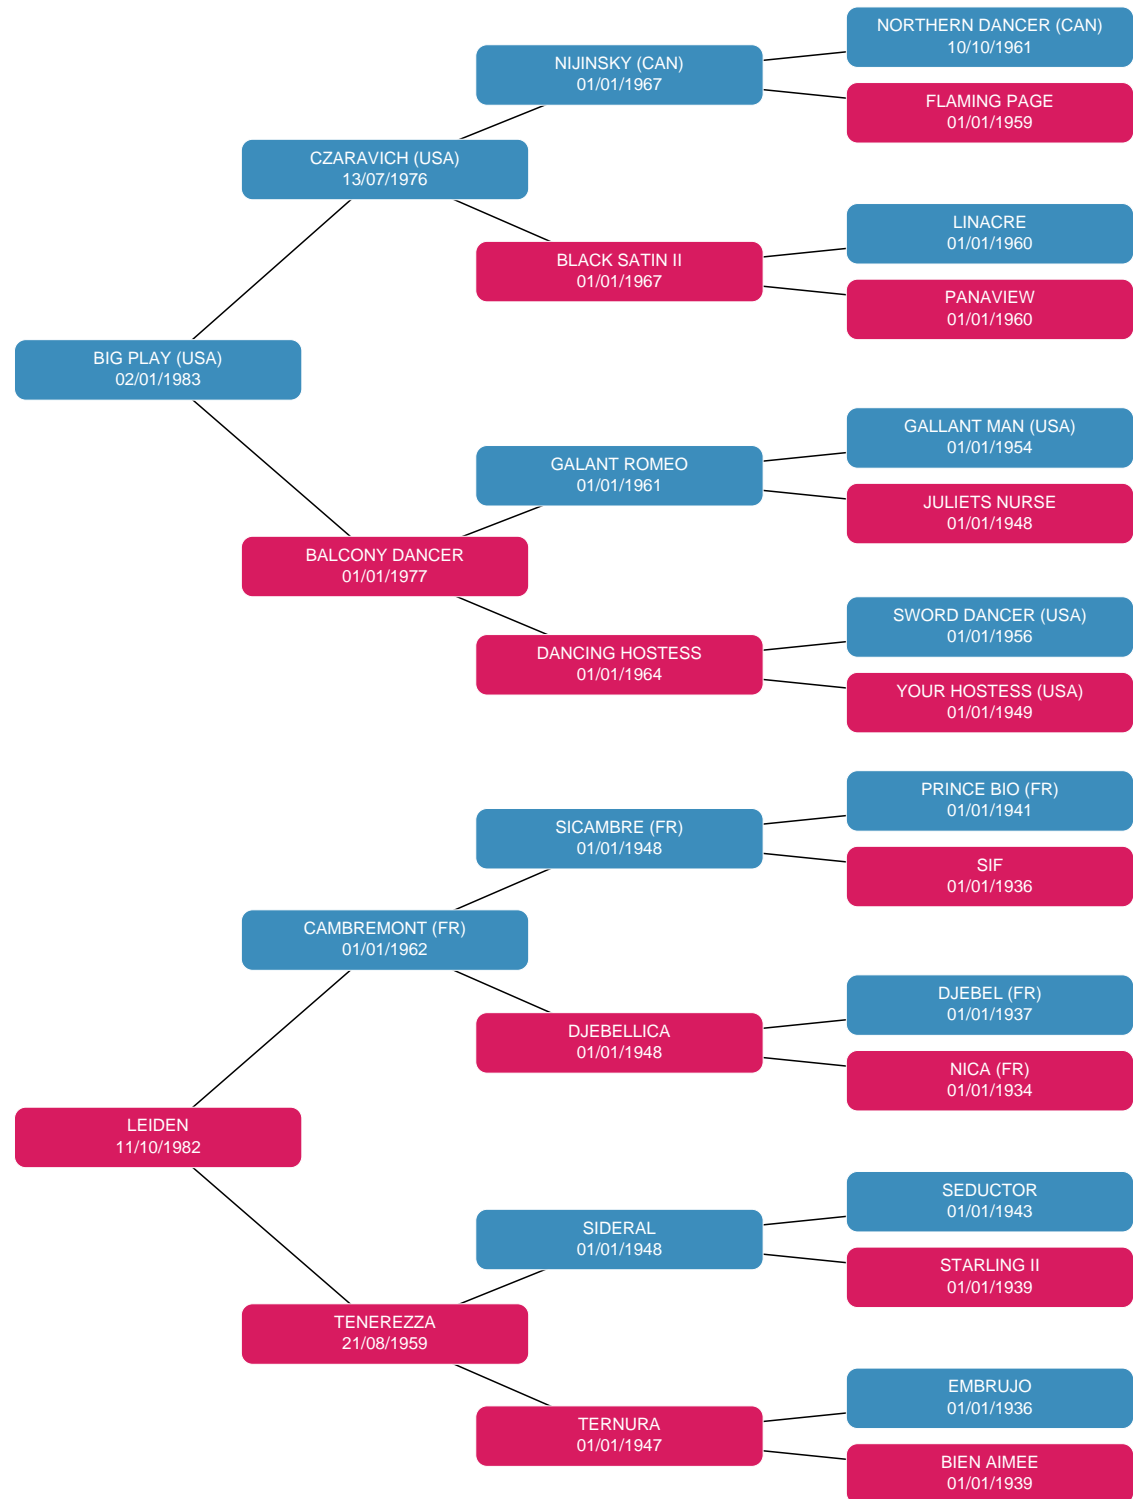 NORTHERN DANCER (CAN)
10/10/1961
NIJINSKY (CAN)
01/01/1967
FLAMING PAGE
01/01/1959
CZARAVICH (USA)
13/07/1976
LINACRE
01/01/1960
BLACK SATIN II
01/01/1967
PANAVIEW
01/01/1960
BIG PLAY (USA)
02/01/1983
GALLANT MAN (USA)
01/01/1954
GALANT ROMEO
01/01/1961
JULIETS NURSE
01/01/1948
BALCONY DANCER
01/01/1977
SWORD DANCER (USA)
01/01/1956
DANCING HOSTESS
01/01/1964
YOUR HOSTESS (USA)
01/01/1949
PRINCE BIO (FR)
01/01/1941
SICAMBRE (FR)
01/01/1948
SIF
01/01/1936
CAMBREMONT (FR)
01/01/1962
DJEBEL (FR)
01/01/1937
DJEBELLICA
01/01/1948
NICA (FR)
01/01/1934
LEIDEN
11/10/1982
SEDUCTOR
01/01/1943
SIDERAL
01/01/1948
STARLING II
01/01/1939
TENEREZZA
21/08/1959
EMBRUJO
01/01/1936
TERNURA
01/01/1947
BIEN AIMEE
01/01/1939